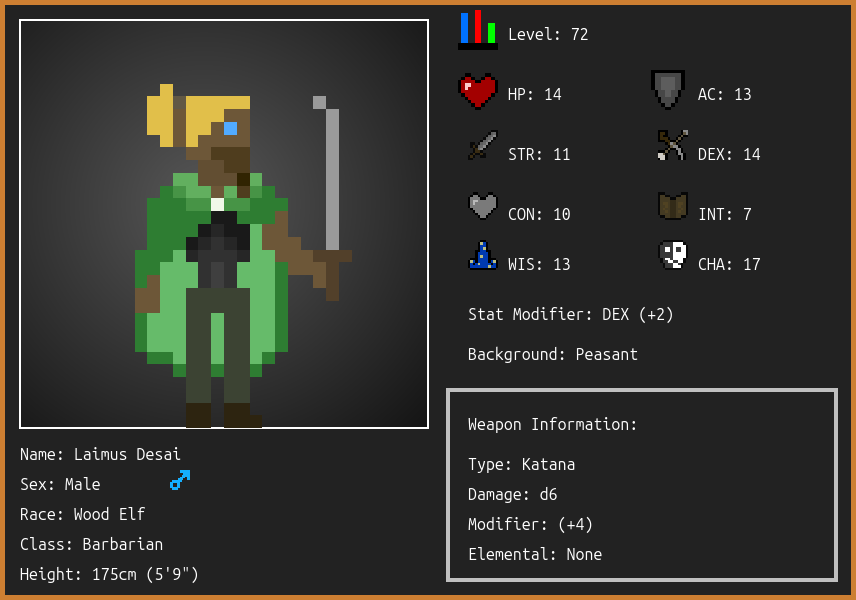 Level: 72
HP: 14
AC: 13
STR: 11
DEX: 14
CON: 10
INT: 7
WIS: 13
CHA: 17
Stat Modifier: DEX (+2)
Background: Peasant
Weapon Information:
Type: Katana
Damage: d6
Modifier: (+4)
Elemental: None
Name: Laimus Desai
Sex: Male
Race: Wood Elf
Class: Barbarian
Height: 175cm (5'9")